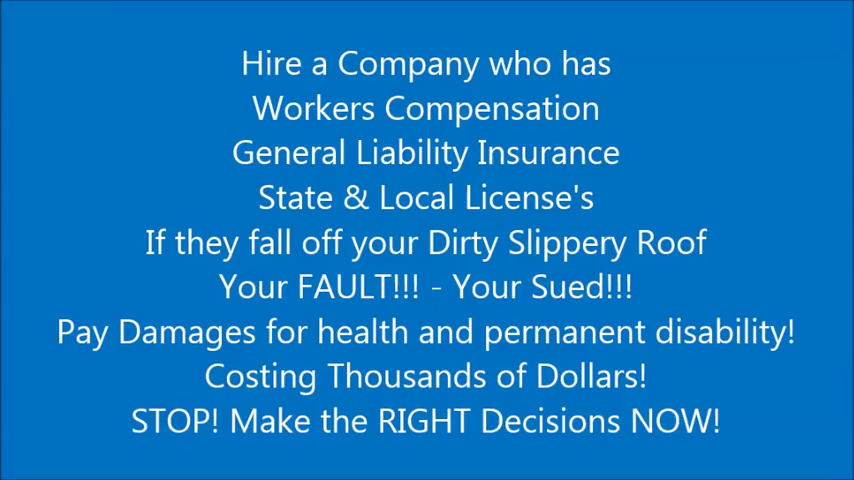 Hire a Company who has
Workers Compensation
General Liability Insurance
State & Local License's
If they fall off your Dirty Slippery Roof
Your FAULT!!! - Your Sued!!!
Pay Damages for health and permanent disability!
Costing Thousands of Dollars!
STOP! Make the RIGHT Decisions NOW!